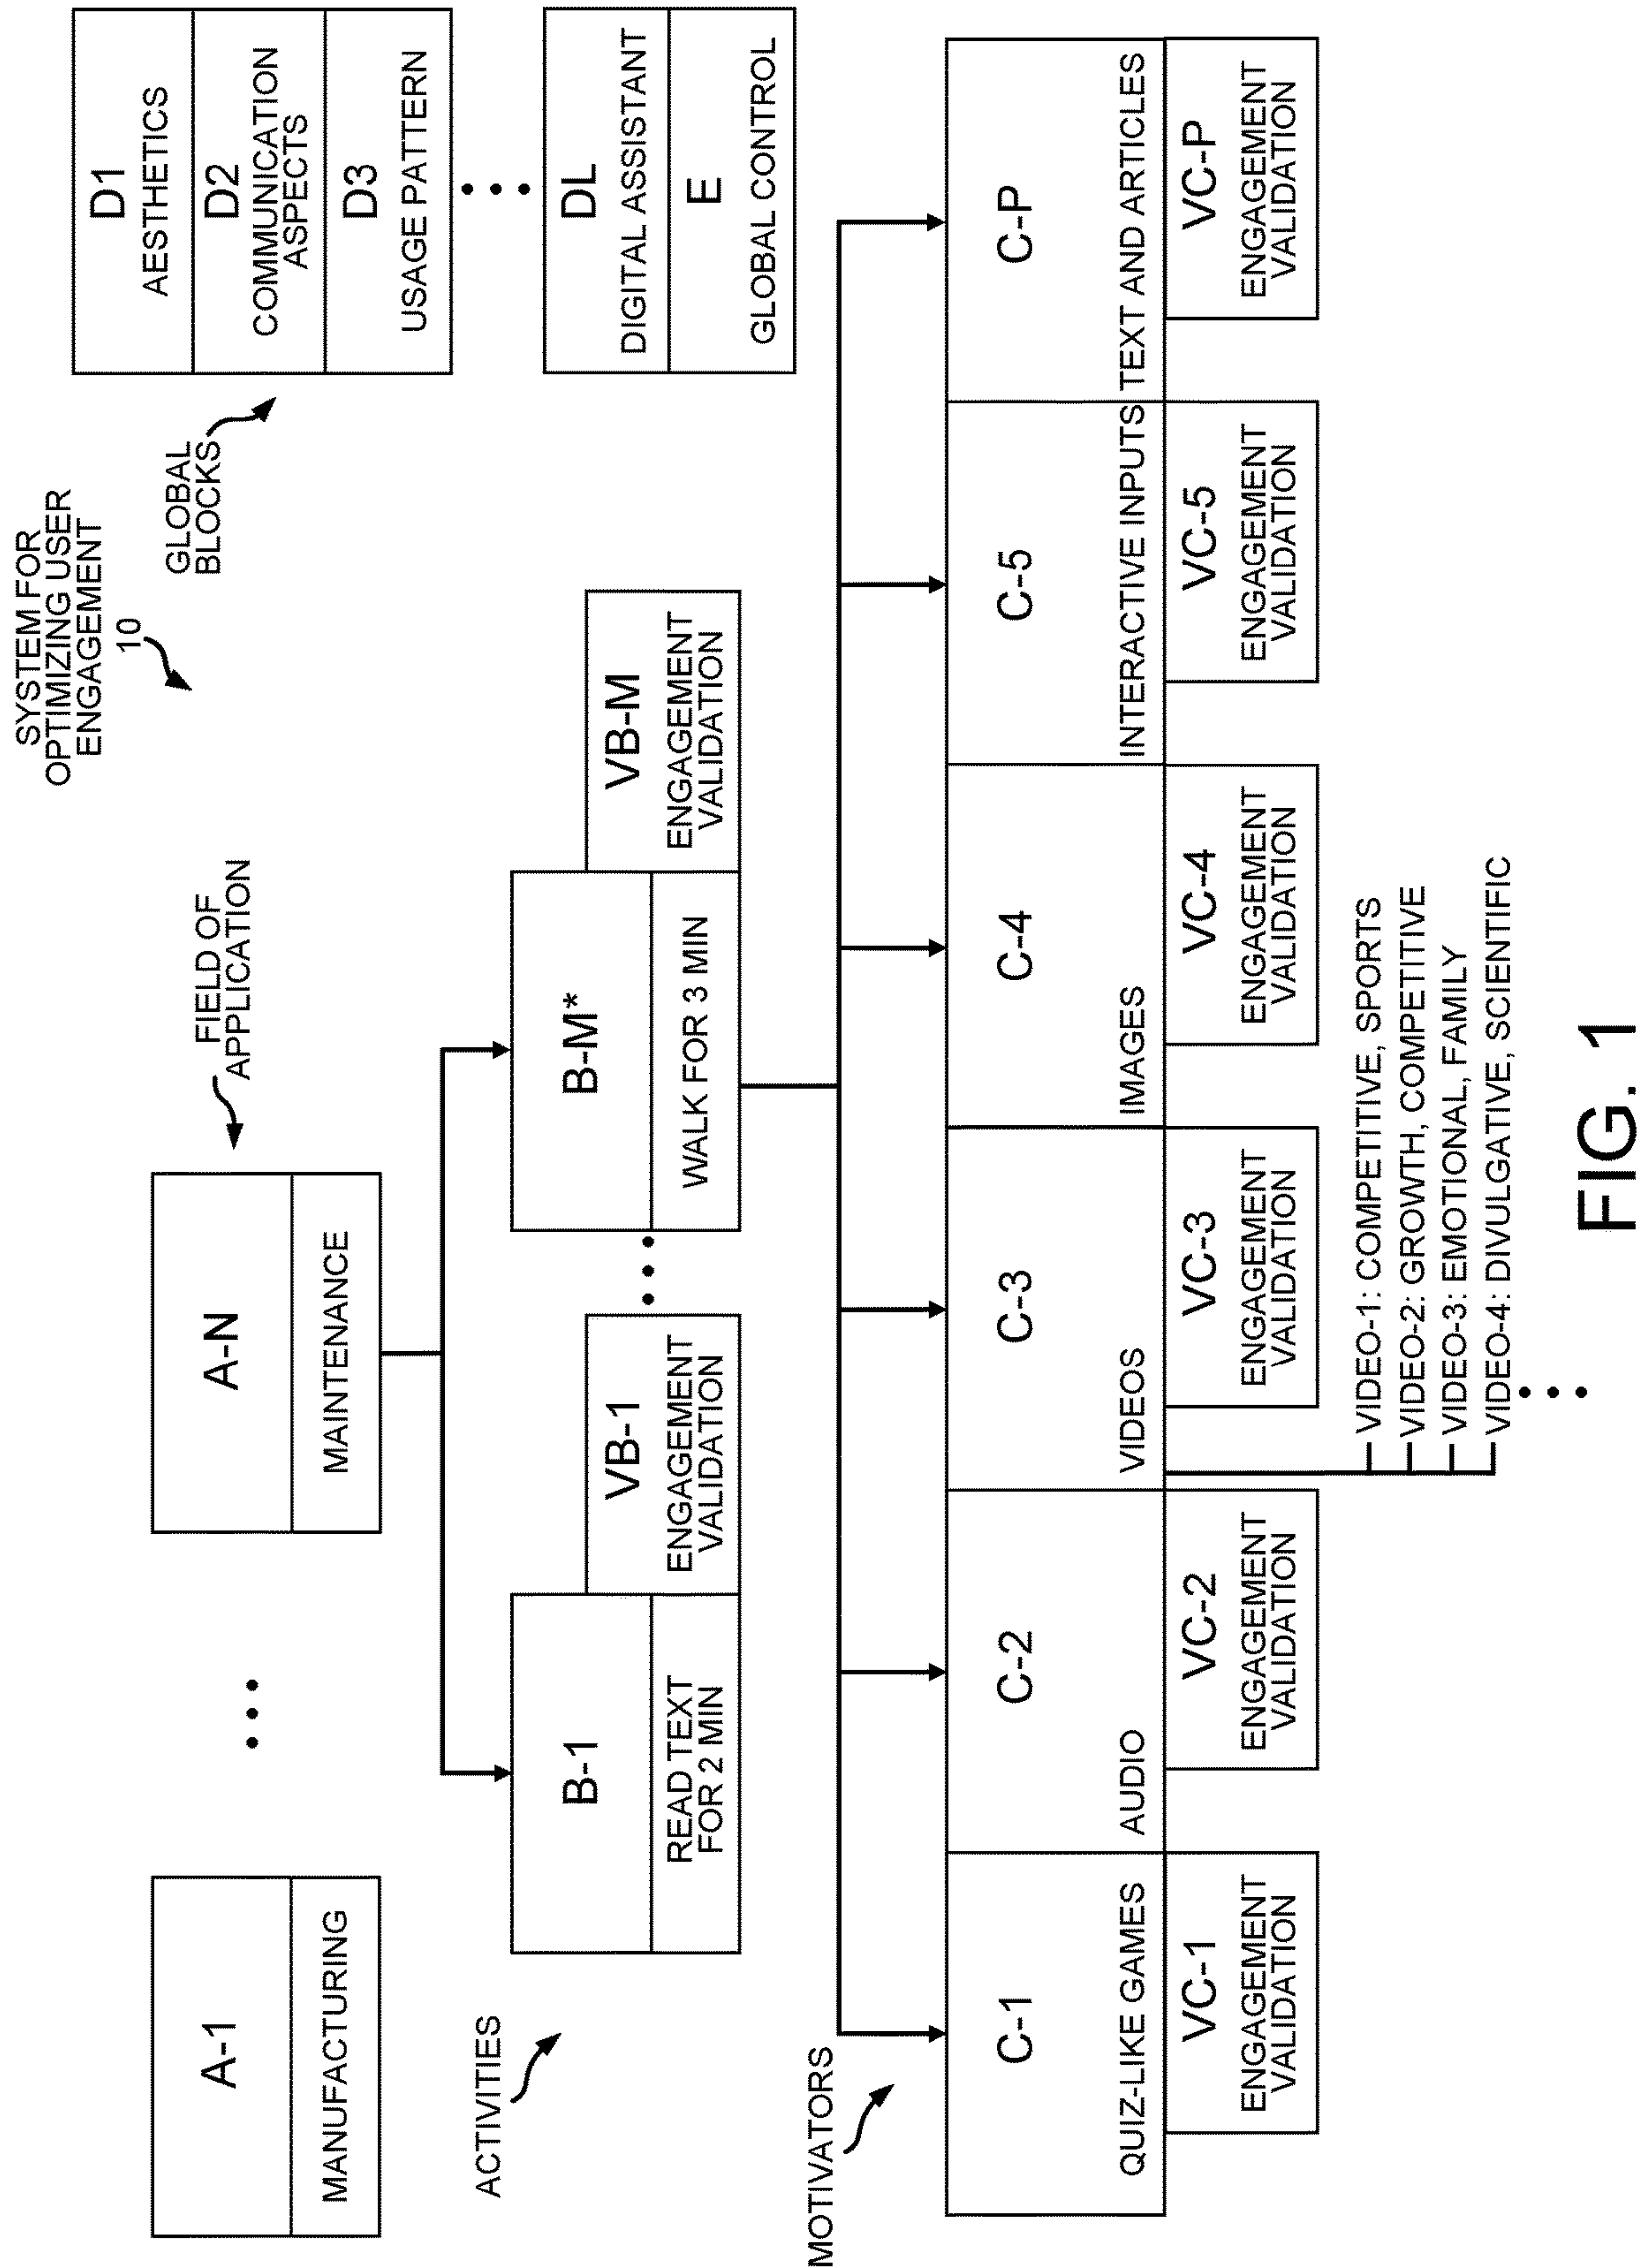 SYSTEM FOR
OPTIMIZING USER
ENGAGEMENT
10
GLOBAL
BLOCKS
D1
AESTHETICS
D2
COMMUNICATION
ASPECTS
D3
USAGE PATTERN
DL
DIGITAL ASSISTANT
E
GLOBAL CONTROL
FIELD OF
APPLICATION
A-1
MANUFACTURING
A-N
MAINTENANCE
ACTIVITIES
B-1
READ TEXT
FOR 2 MIN
VB-1
ENGAGEMENT
VALIDATION
B-M*
WALK FOR 3 MIN
VB-M
ENGAGEMENT
VALIDATION
MOTIVATORS
C-1
QUIZ-LIKE GAMES
VC-1
ENGAGEMENT
VALIDATION
C-2
AUDIO
VC-2
ENGAGEMENT
VALIDATION
C-3
VIDEOS
VC-3
ENGAGEMENT
VALIDATION
C-4
IMAGES
VC-4
ENGAGEMENT
VALIDATION
C-5
INTERACTIVE INPUTS
VC-5
ENGAGEMENT
VALIDATION
C-P
TEXT AND ARTICLES
VC-P
ENGAGEMENT
VALIDATION
VIDEO-1: COMPETITIVE, SPORTS
VIDEO-2: GROWTH, COMPETITIVE
VIDEO-3: EMOTIONAL, FAMILY
VIDEO-4: DIVULGATIVE, SCIENTIFIC
FIG. 1